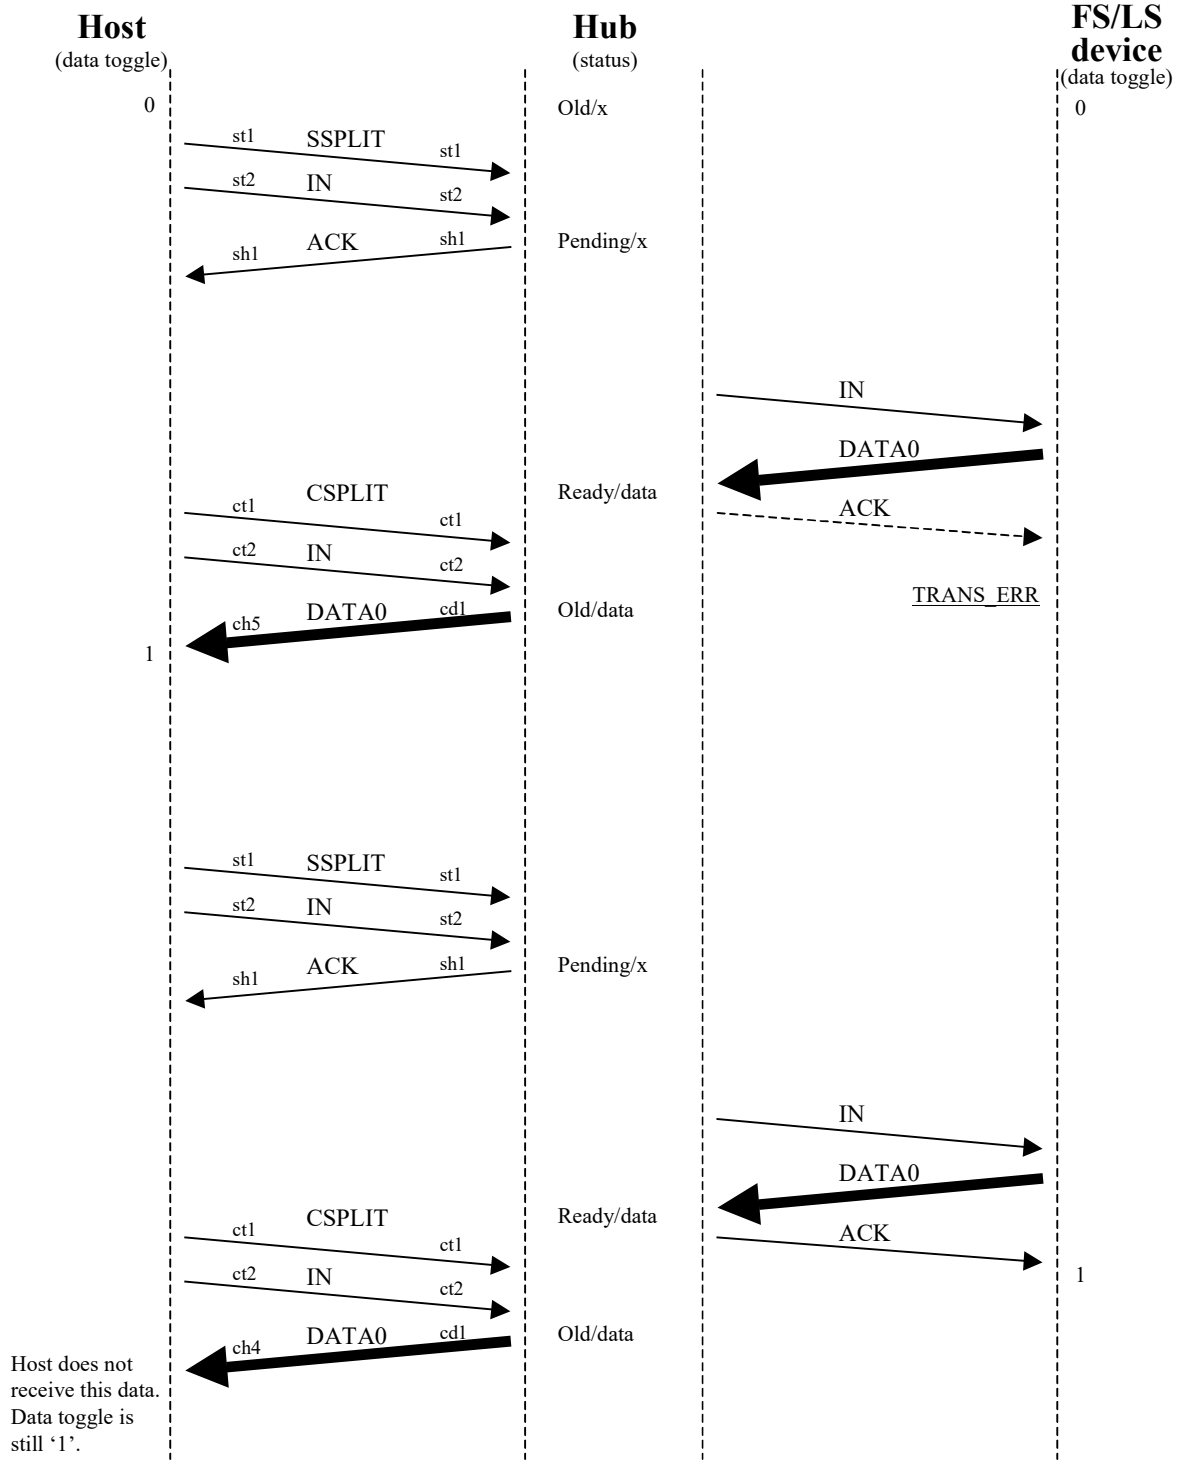 Host
(data toggle)
Hub
(status)
FS/LS
device
(data toggle)
0
Old/x
0
st1 SSPLIT st1
st2 IN st2
ACK sh1
sh1
Pending/x
IN
DATA0
CSPLIT
Ready/data
ACK
ct1 ct1
ct2 IN ct2
TRANS_ERR
DATA0 cd1
Old/data
ch5
1
st1 SSPLIT st1
st2 IN st2
ACK sh1
Pending/x
sh1
IN
DATA0
CSPLIT
Ready/data
ct1 ct1
ACK
ct2 IN ct2
1
DATA0 cd1
Old/data
ch4
Host does not
receive this data.
Data toggle is
still ‘1’.